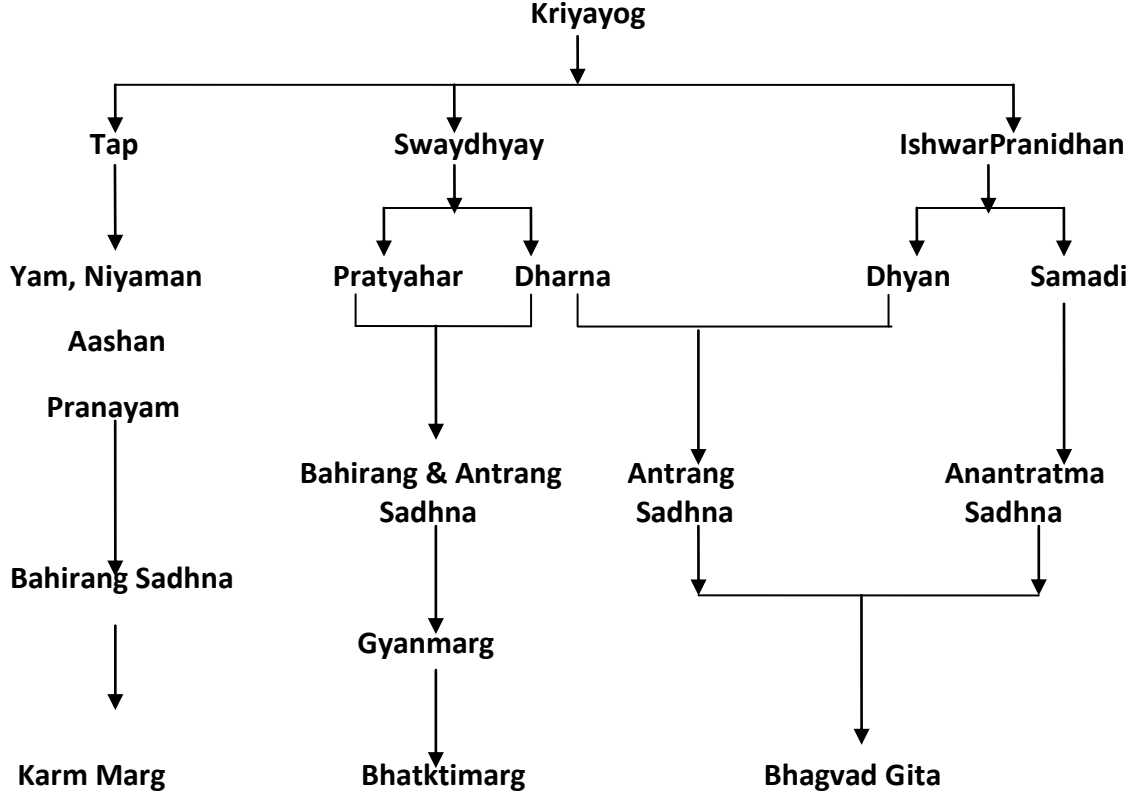 Kriyayog
Tap
Swaydhyay
IshwarPranidhan
Yam, Niyaman
Pratyahar
Dharna
Dhyan
Samadi
Aashan
Pranayam
Bahirang & Antrang
Sadhna
Antrang
Sadhna
Anantratma
Sadhna
Bahirang Sadhna
Gyanmarg
Karm Marg
Bhatktimarg
Bhagvad Gita